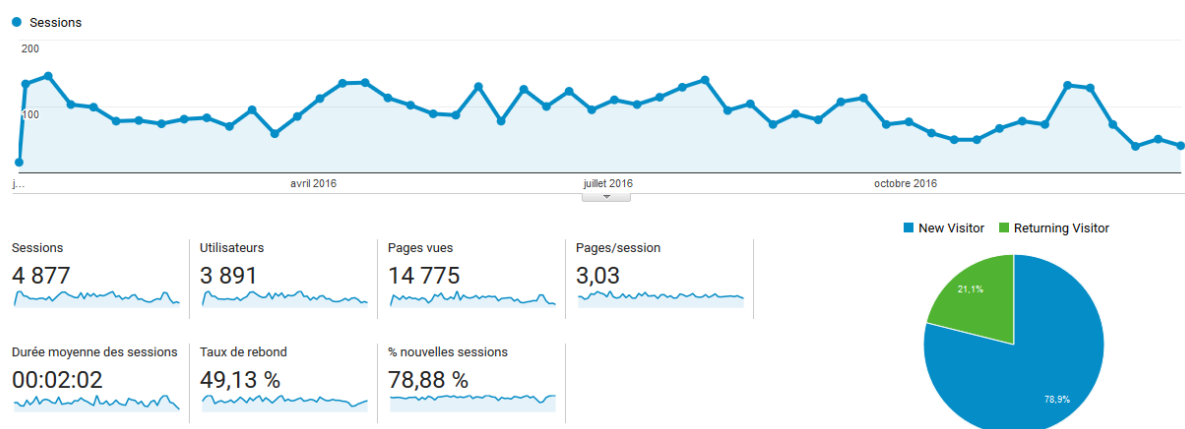 Sessions
200
100
j...
avril 2016
juillet 2016
octobre 2016
New Visitor
Returning Visitor
Sessions
4 877
Utilisateurs
3 891
Pages vues
14 775
Pages/session
3,03
21,1%
78,9%
Durée moyenne des sessions
00:02:02
Taux de rebond
49,13 %
% nouvelles sessions
78,88 %